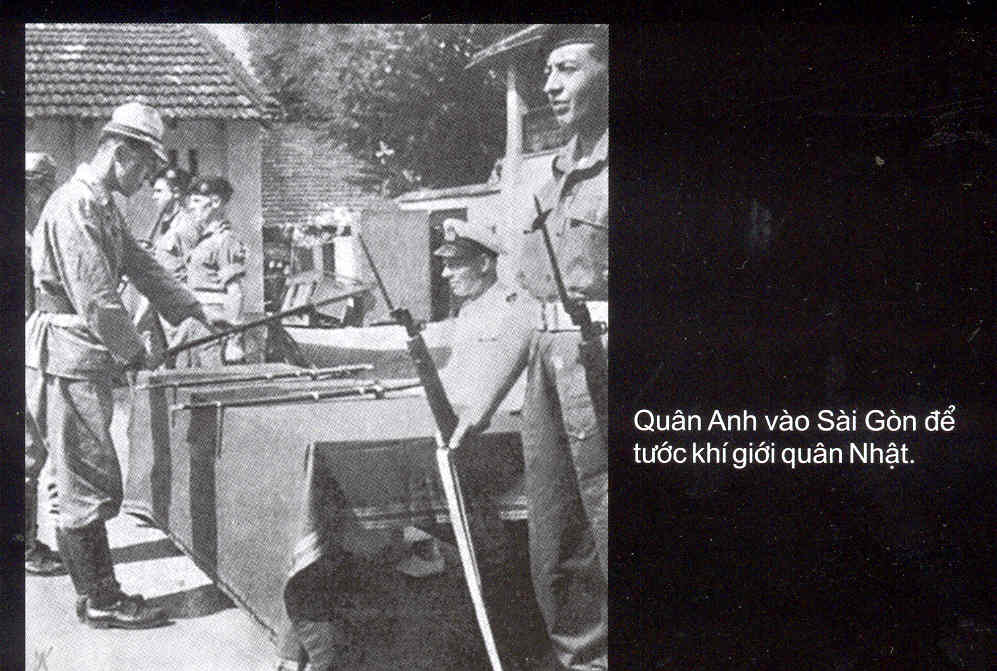 Quân Anh vào Sài Gòn để
tước khí giới quân Nhật.